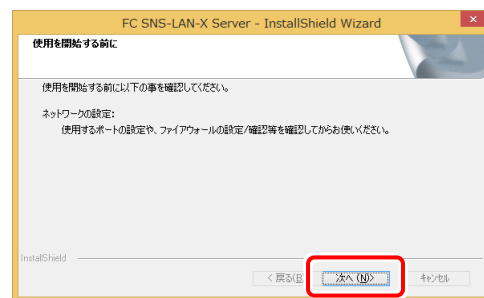 FC SNS-LAN-X Server - InstallShield Wizard
使用を開始する前に
使用を開始する前に以下の事を確認してください。
ネットワークの設定:
使用するポートの設定や、ファイアウォールの設定/確認等を確認してからお使いください。
InstallShield
< 戻る(B 次へ (N)> キャンセル